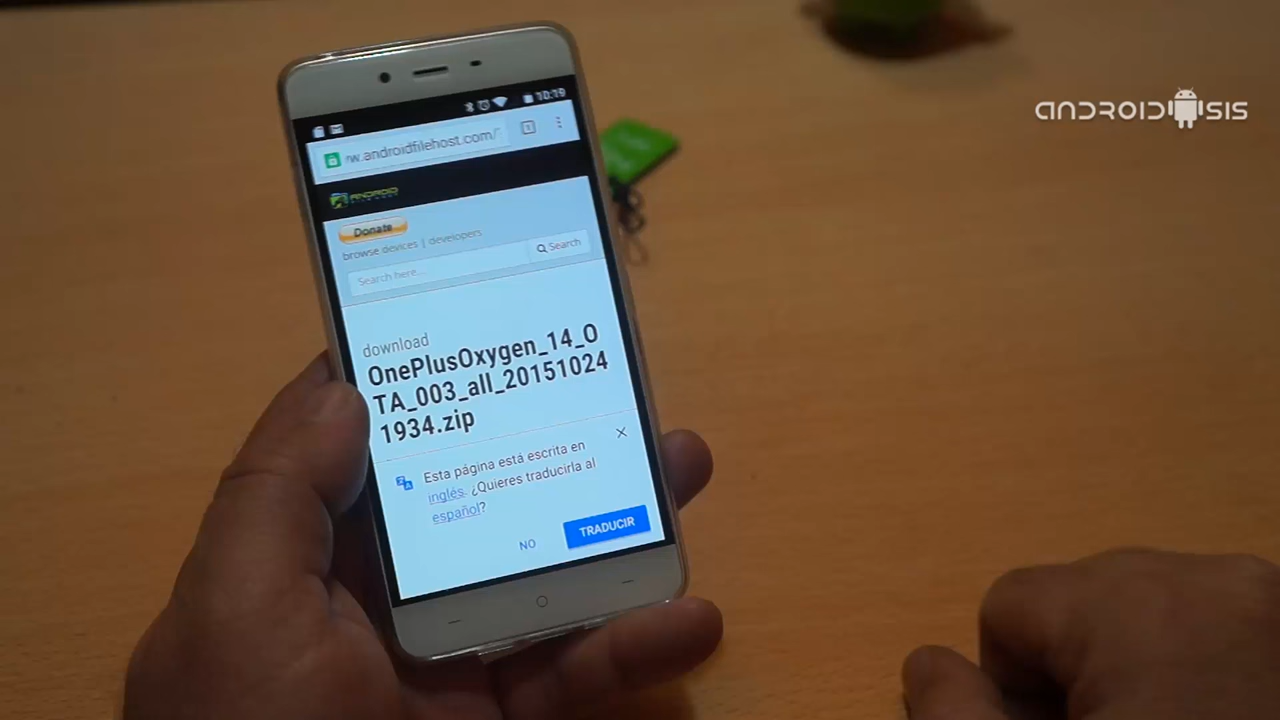 10:19
w.androidfilehost.com/
ANDROID
Donate
browse devices | developers
Search here...
Search
download
OnePlusOxygen_14_O
TA_003_all_20151024
1934.zip
Esta página está escrita en
inglés. ¿Quieres traducirla al
español?
NO
TRADUCIR
ANDROIDSIS